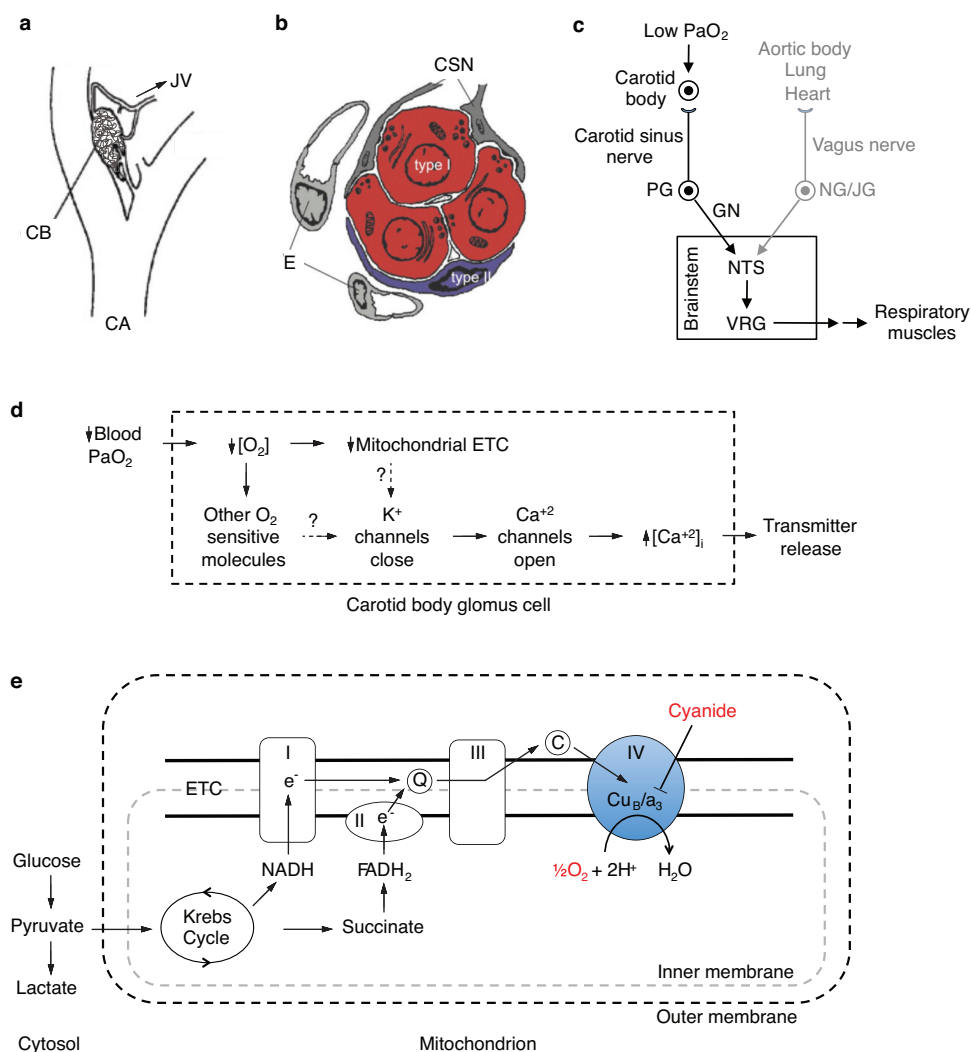 a
JV
CB
CA
b
CSN
type I
E
type II
c
Low PaO₂
Carotid
body
Carotid sinus
nerve
PG
GN
Aortic body
Lung
Heart
Vagus nerve
NG/JG
Brainstem
NTS
VRG
Respiratory
muscles
d
Blood
PaO₂
[O₂]
Mitochondrial ETC
?
Other O₂
sensitive
molecules
?
K⁺
channels
close
Ca⁺²
channels
open
[Ca⁺²]ᵢ
Transmitter
release
Carotid body glomus cell
e
Cyanide
I
III
C
IV
e⁻
Q
ETC
II
e⁻
Cu_B/a₃
NADH
FADH₂
½O₂ + 2H⁺
H₂O
Glucose
Pyruvate
Krebs
Cycle
Succinate
Lactate
Inner membrane
Outer membrane
Cytosol
Mitochondrion